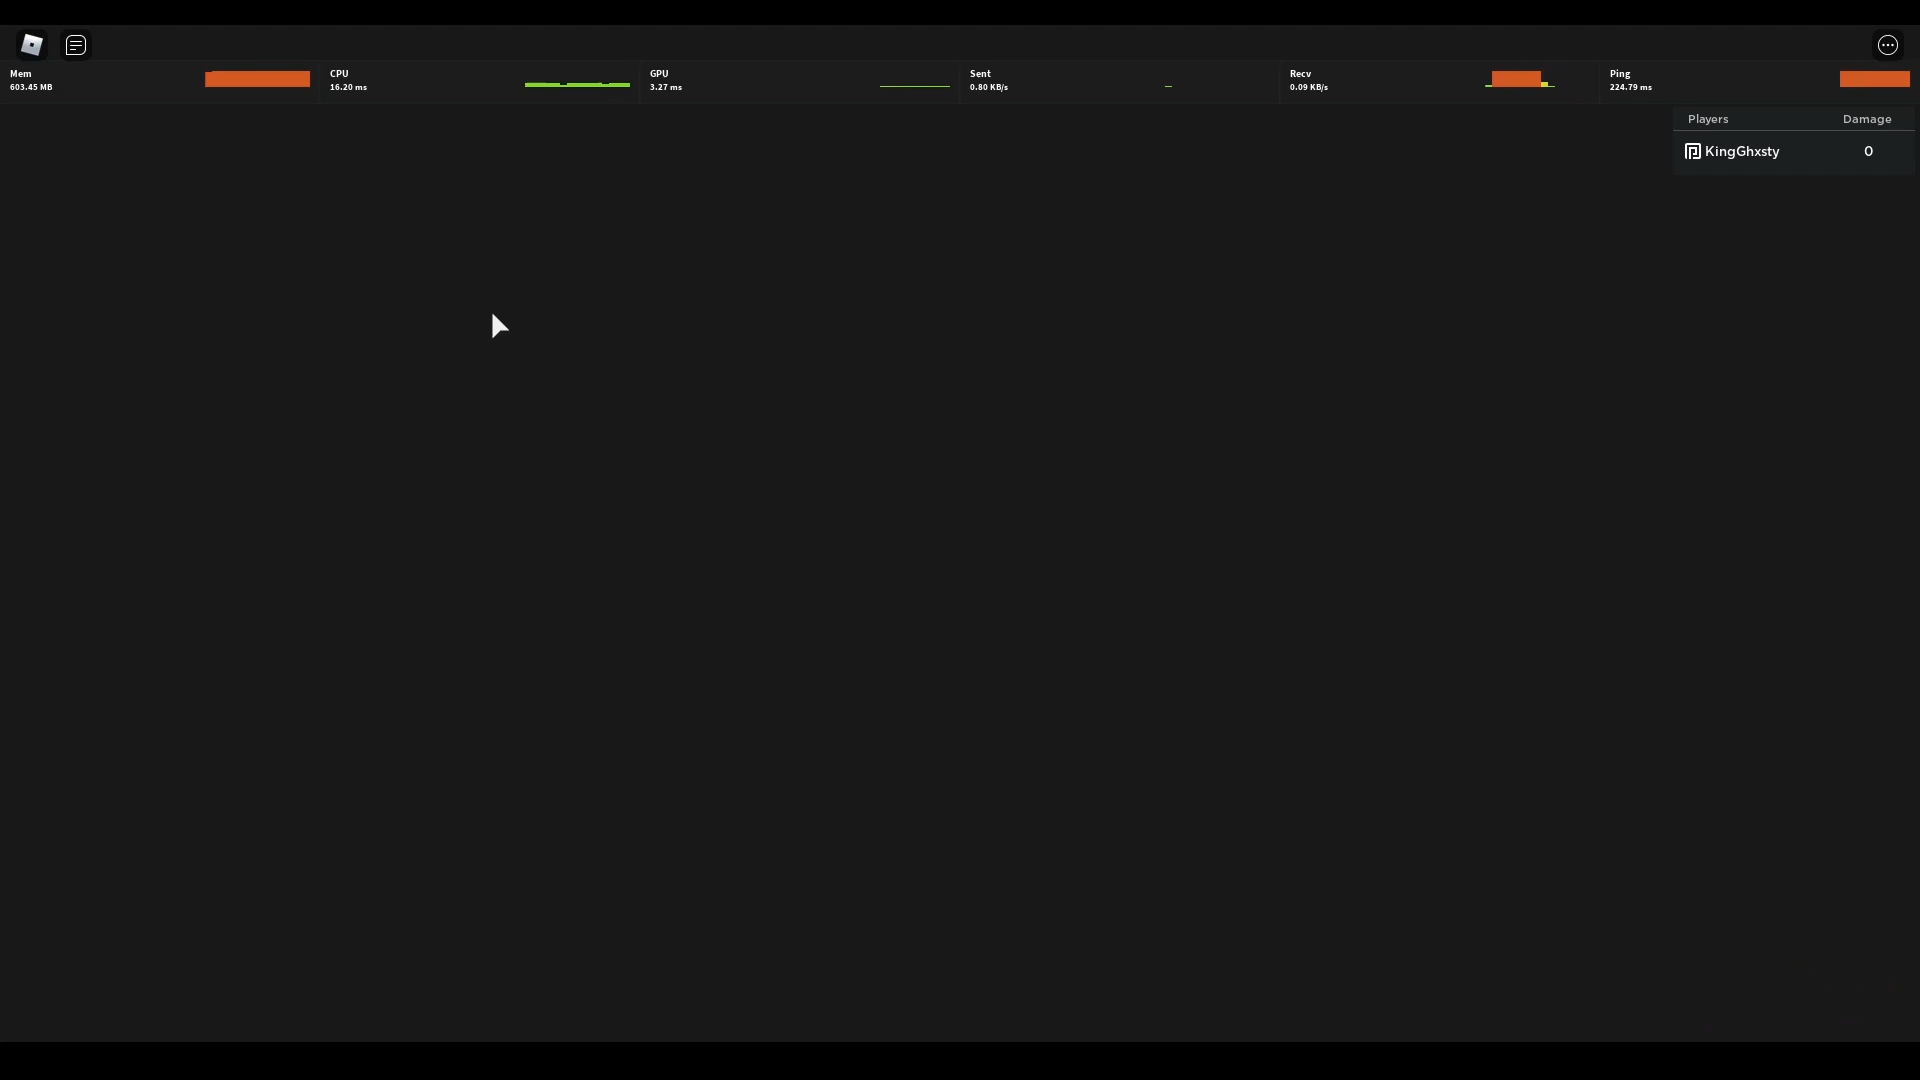 Mem
603.45 MB
CPU
16.20 ms
GPU
3.27 ms
Sent
0.80 KB/s
Recv
0.09 KB/s
Ping
224.79 ms
Players Damage
KingGhxsty 0